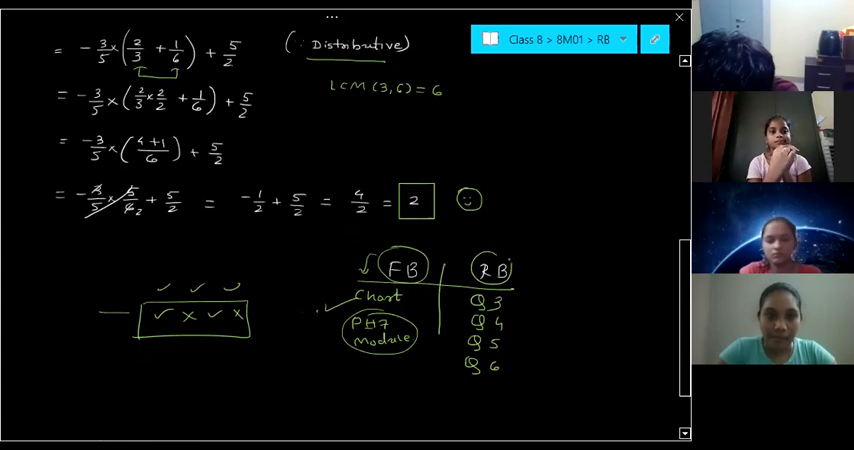 Class 8 > 8M01 > RB
= -3/5 × (2/3 + 1/6) + 5/2 (∵ Distributive)
LCM (3,6) = 6
= -3/5 × (2/3 × 2/2 + 1/6) + 5/2
= -3/5 × (4+1/6) + 5/2
= -3/5 × 5/6 2 + 5/2 = -1/2 + 5/2 = 4/2 = 2
FB RB
Chart Q 3
PH7 Q 4
Module Q 5
Q 6